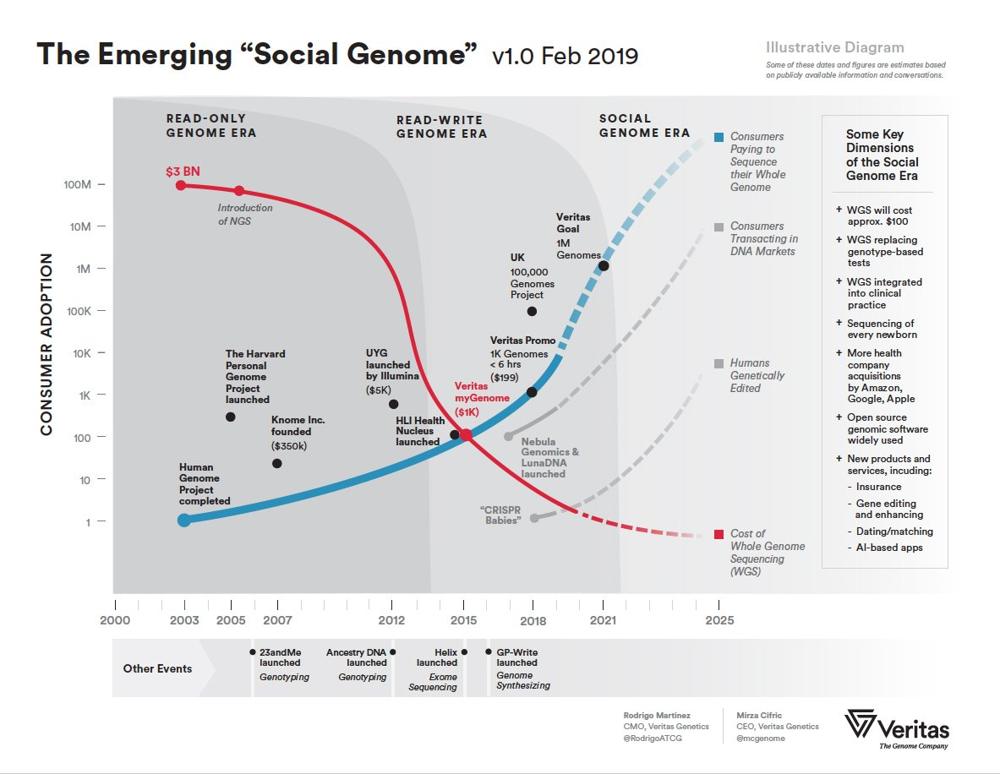 The Emerging “Social Genome” v1.0 Feb 2019
Illustrative Diagram
Some of these dates and figures are estimates based
on publicly available information and conversations.
READ-ONLY
GENOME ERA
READ-WRITE
GENOME ERA
SOCIAL
GENOME ERA
CONSUMER ADOPTION
100M
10M
1M
100K
10K
1K
100
10
1
$3 BN
Introduction
of NGS
The Harvard
Personal
Genome
Project
launched
Knome Inc.
founded
($350k)
Human
Genome
Project
completed
UYG
launched
by Illumina
($5K)
HLI Health
Nucleus
launched
Veritas
myGenome
($1K)
Veritas Promo
1K Genomes
< 6 hrs
($199)
UK
100,000
Genomes
Project
Veritas
Goal
1M
Genomes
Nebula
Genomics &
LunaDNA
launched
“CRISPR
Babies”
Consumers
Paying to
Sequence
their Whole
Genome
Consumers
Transacting in
DNA Markets
Humans
Genetically
Edited
Cost of
Whole Genome
Sequencing
(WGS)
Some Key
Dimensions
of the Social
Genome Era
+ WGS will cost
approx. $100
+ WGS replacing
genotype-based
tests
+ WGS integrated
into clinical
practice
+ Sequencing of
every newborn
+ More health
company
acquisitions
by Amazon,
Google, Apple
+ Open source
genomic software
widely used
+ New products and
services, incuding:
- Insurance
- Gene editing
and enhancing
- Dating/matching
- AI-based apps
2000
2003
2005
2007
2012
2015
2018
2021
2025
Other Events
23andMe
launched
Genotyping
Ancestry DNA
launched
Genotyping
Helix
launched
Exome
Sequencing
GP-Write
launched
Genome
Synthesizing
Rodrigo Martinez
CMO, Veritas Genetics
@RodrigoATCG
Mirza Cifric
CEO, Veritas Genetics
@mcgenome
Veritas
The Genome Company